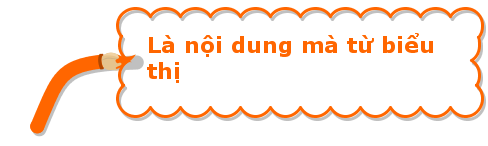 Là nội dung mà từ biểu
thị